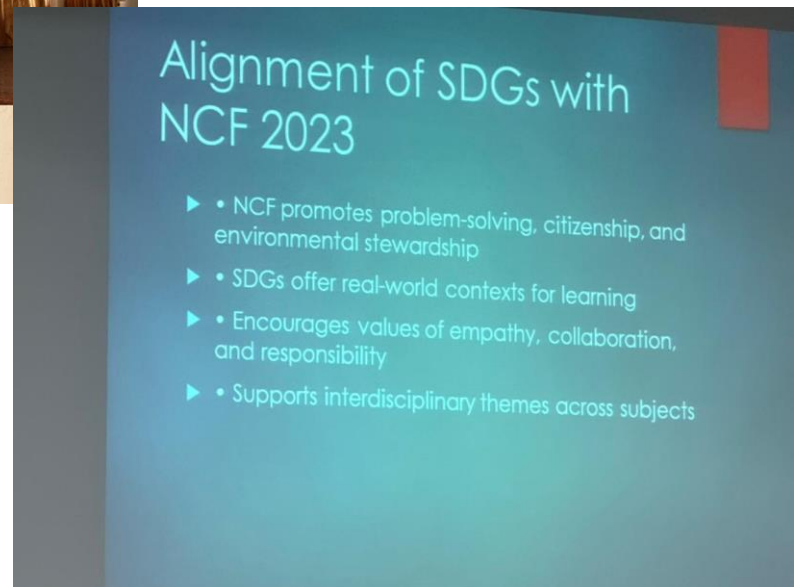 Alignment of SDGs with
NCF 2023
▶ • NCF promotes problem-solving, citizenship, and
environmental stewardship
▶ • SDGs offer real-world contexts for learning
▶ • Encourages values of empathy, collaboration,
and responsibility
▶ • Supports interdisciplinary themes across subjects